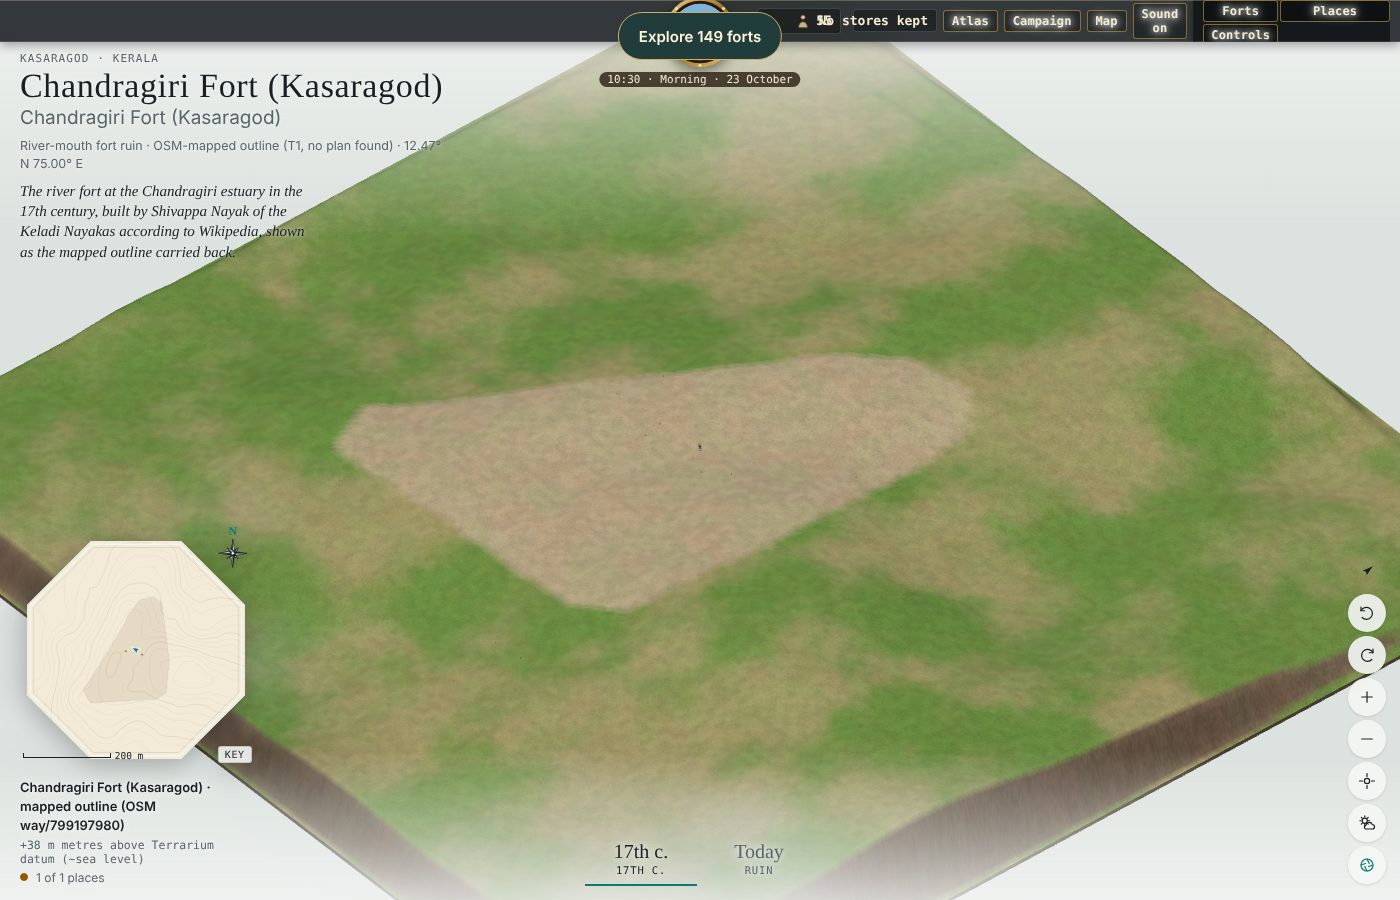 Explore 149 forts
stores kept
Atlas
Campaign
Map
Sound on
Forts
Places
Controls
10:30 · Morning · 23 October
KASARAGOD · KERALA
Chandragiri Fort (Kasaragod)
Chandragiri Fort (Kasaragod)
River-mouth fort ruin · OSM-mapped outline (T1, no plan found) · 12.47°
N 75.00° E
The river fort at the Chandragiri estuary in the
17th century, built by Shivappa Nayak of the
Keladi Nayakas according to Wikipedia, shown
as the mapped outline carried back.
N
200 m
KEY
Chandragiri Fort (Kasaragod) ·
mapped outline (OSM
way/799197980)
+38 m metres above Terrarium
datum (~sea level)
1 of 1 places
17th c.
17TH C.
Today
RUIN